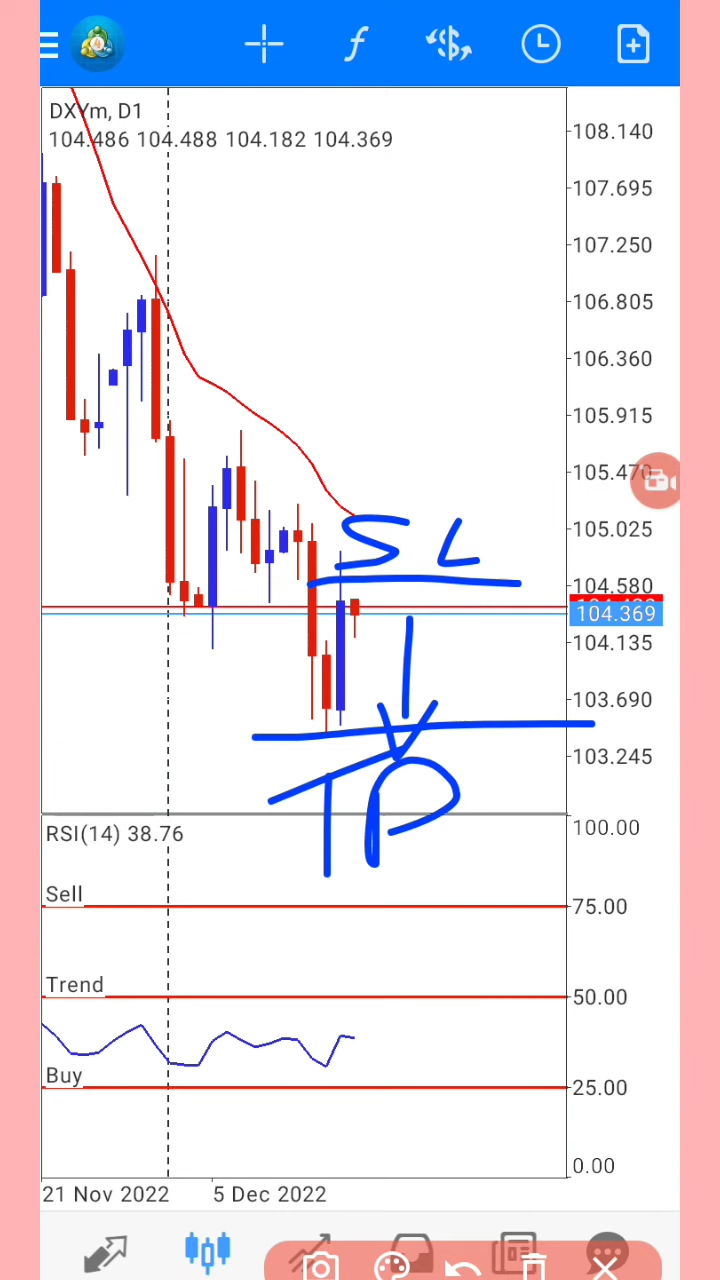 DXYm, D1
104.486 104.488 104.182 104.369
108.140
107.695
107.250
106.805
106.360
105.915
105.470
105.025
SL
104.580
104.369
104.135
103.690
103.245
TP
RSI(14) 38.76
100.00
Sell
75.00
Trend
50.00
Buy
25.00
0.00
21 Nov 2022 5 Dec 2022